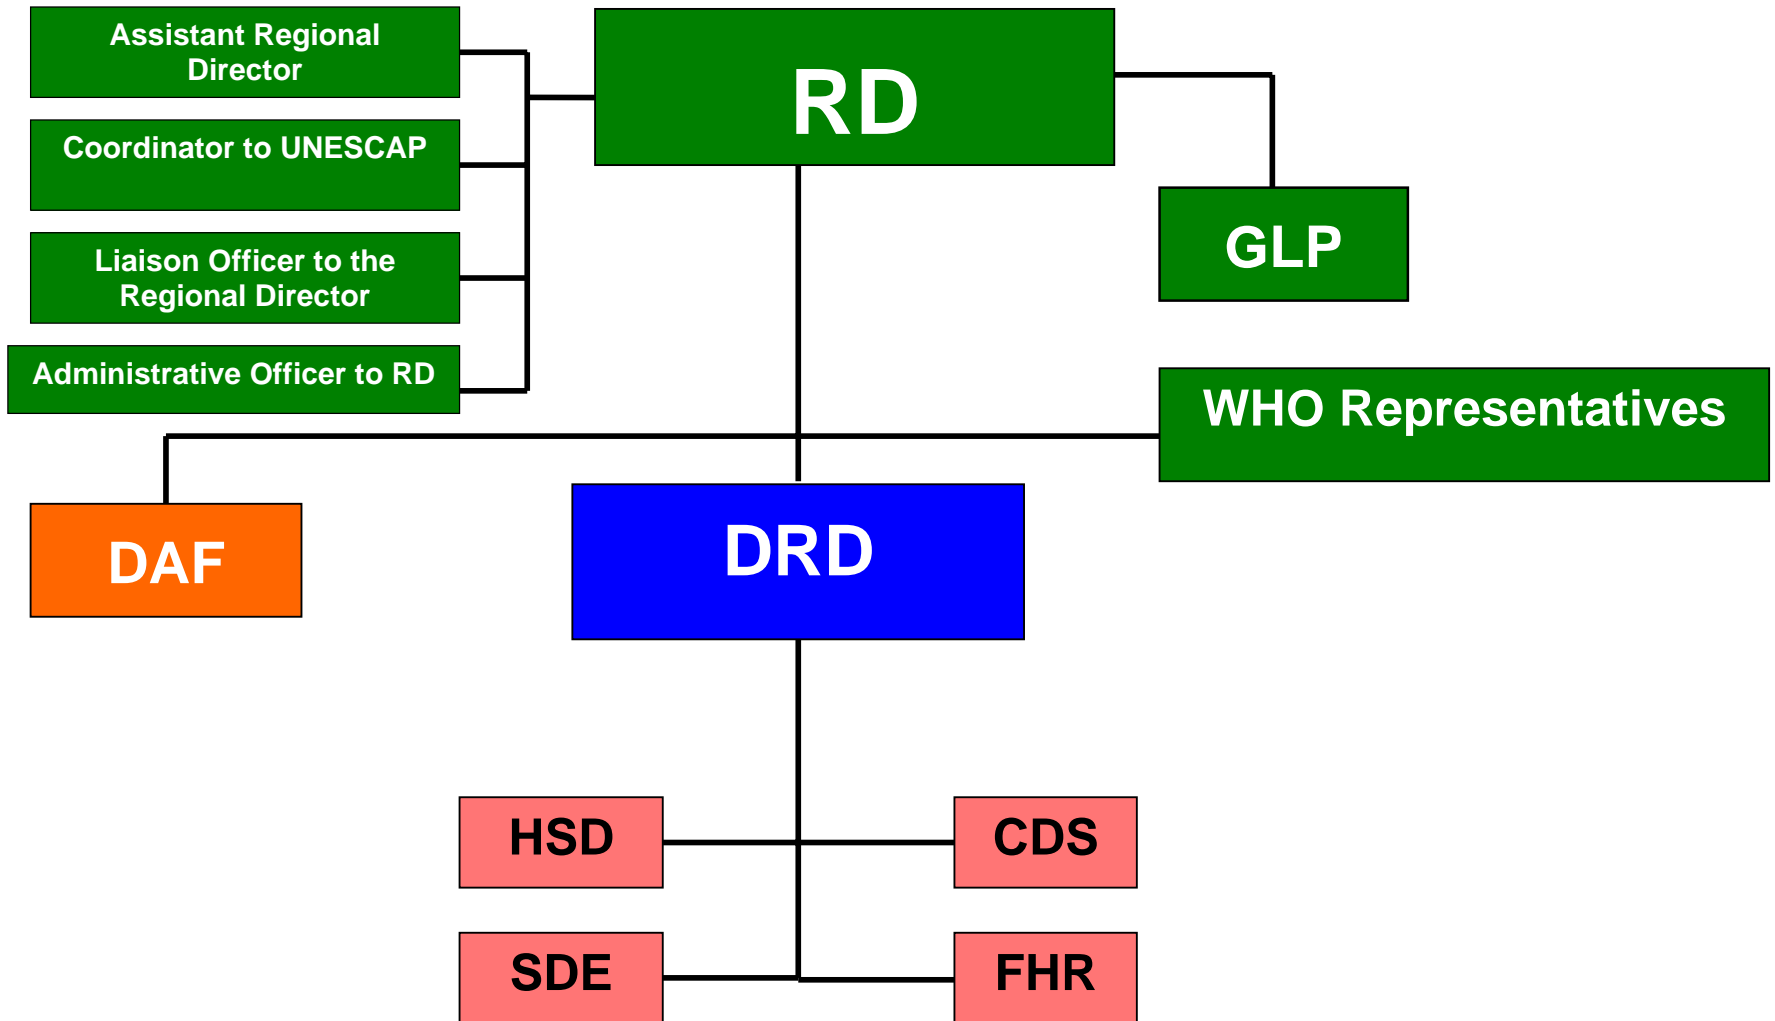 Assistant Regional
Director
RD
Coordinator to UNESCAP
GLP
Liaison Officer to the
Regional Director
Administrative Officer to RD
WHO Representatives
DAF
DRD
HSD
CDS
SDE
FHR